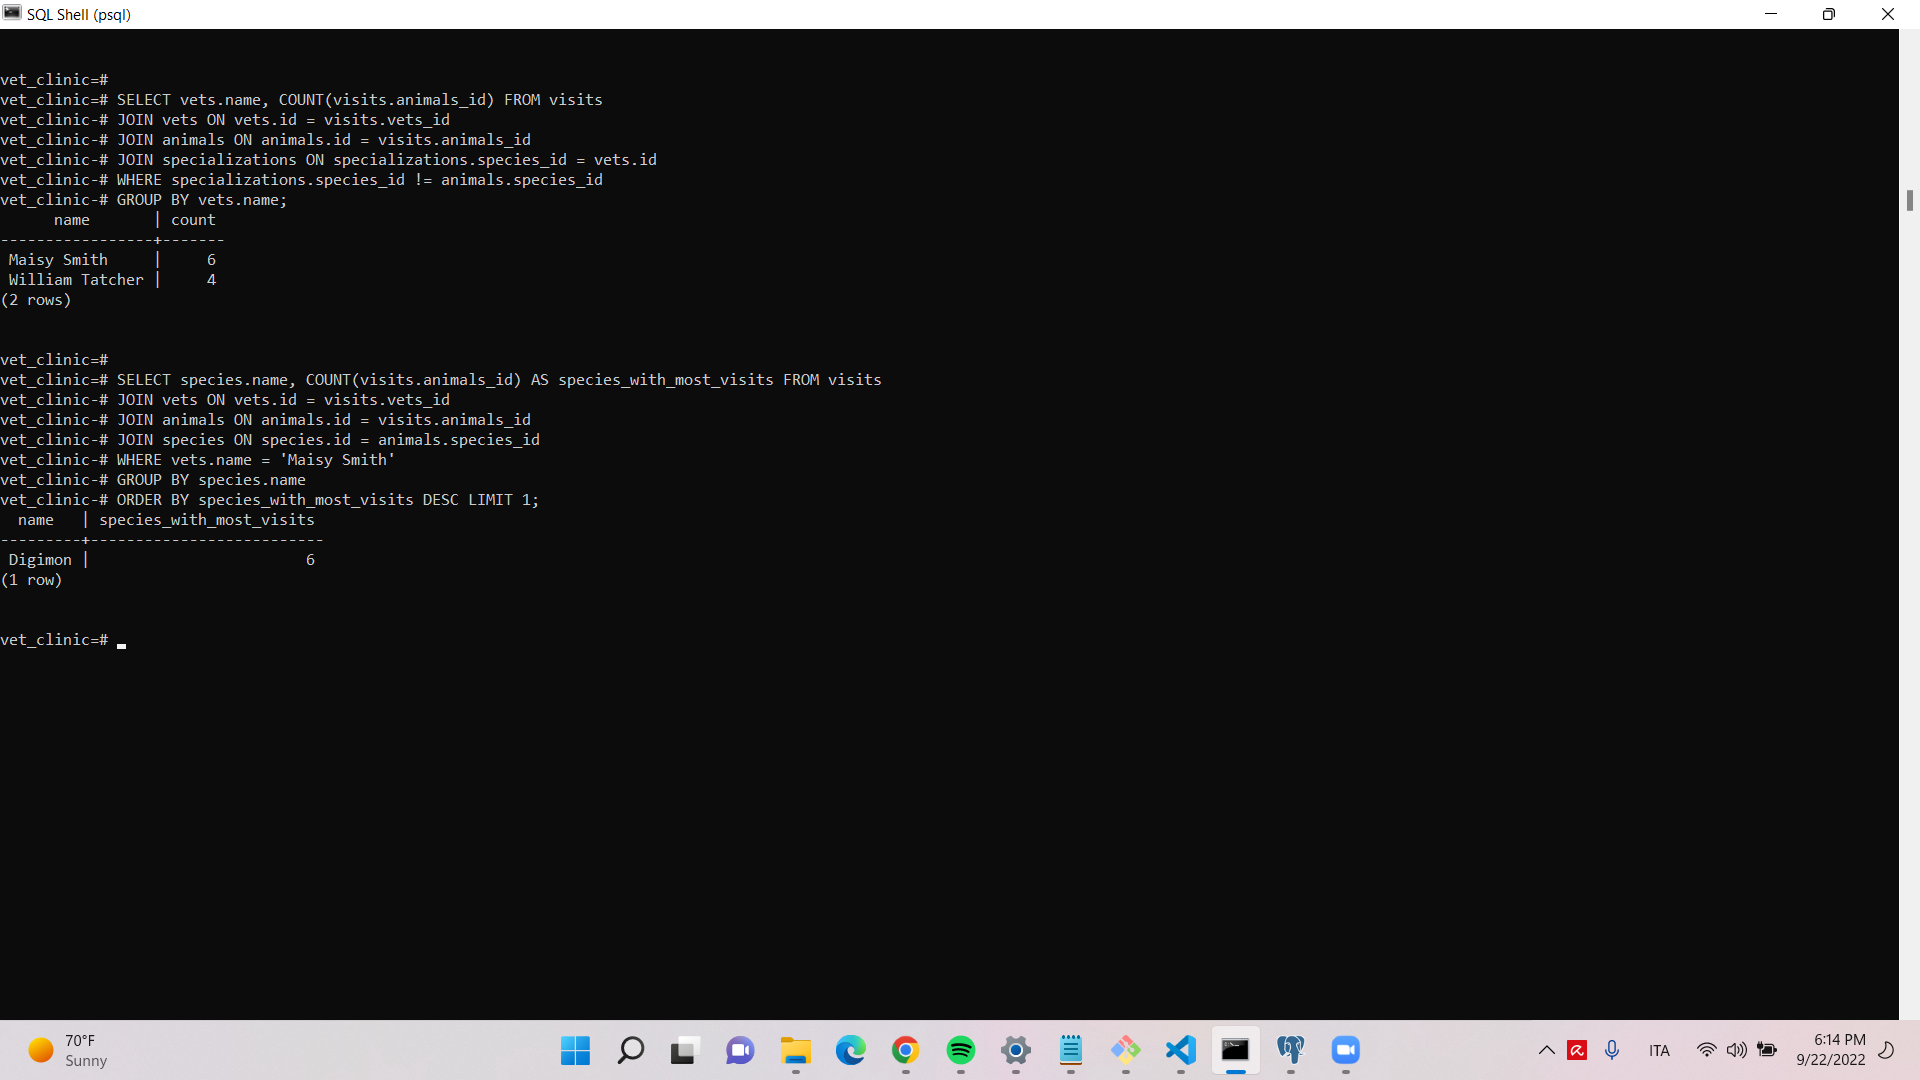 SQL Shell (psql)
vet_clinic=#
vet_clinic=# SELECT vets.name, COUNT(visits.animals_id) FROM visits
vet_clinic-# JOIN vets ON vets.id = visits.vets_id
vet_clinic-# JOIN animals ON animals.id = visits.animals_id
vet_clinic-# JOIN specializations ON specializations.species_id = vets.id
vet_clinic-# WHERE specializations.species_id != animals.species_id
vet_clinic-# GROUP BY vets.name;
      name       | count
-----------------+-------
 Maisy Smith     |     6
 William Tatcher |     4
(2 rows)
vet_clinic=#
vet_clinic=# SELECT species.name, COUNT(visits.animals_id) AS species_with_most_visits FROM visits
vet_clinic-# JOIN vets ON vets.id = visits.vets_id
vet_clinic-# JOIN animals ON animals.id = visits.animals_id
vet_clinic-# JOIN species ON species.id = animals.species_id
vet_clinic-# WHERE vets.name = 'Maisy Smith'
vet_clinic-# GROUP BY species.name
vet_clinic-# ORDER BY species_with_most_visits DESC LIMIT 1;
  name   | species_with_most_visits
---------+--------------------------
 Digimon |                        6
(1 row)
vet_clinic=#
70°F
Sunny
ITA
6:14 PM
9/22/2022